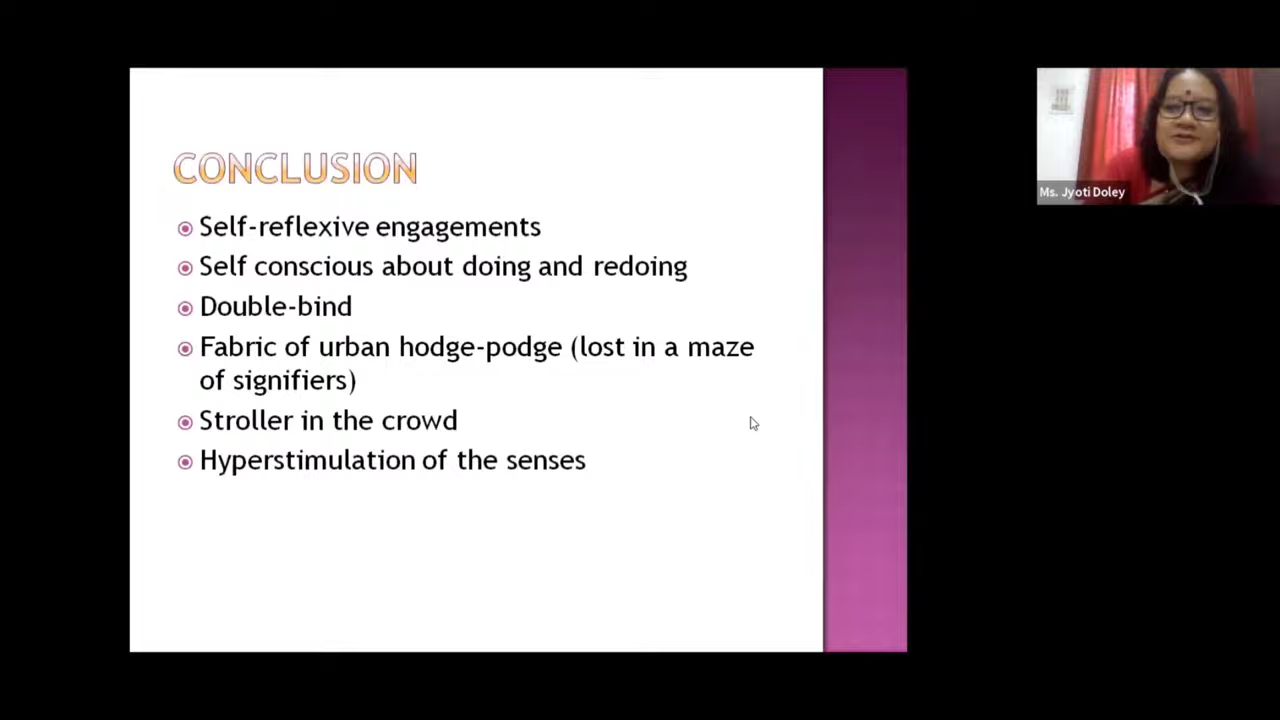 CONCLUSION
Self-reflexive engagements
Self conscious about doing and redoing
Double-bind
Fabric of urban hodge-podge (lost in a maze
of signifiers)
Stroller in the crowd
Hyperstimulation of the senses
Ms. Jyoti Doley